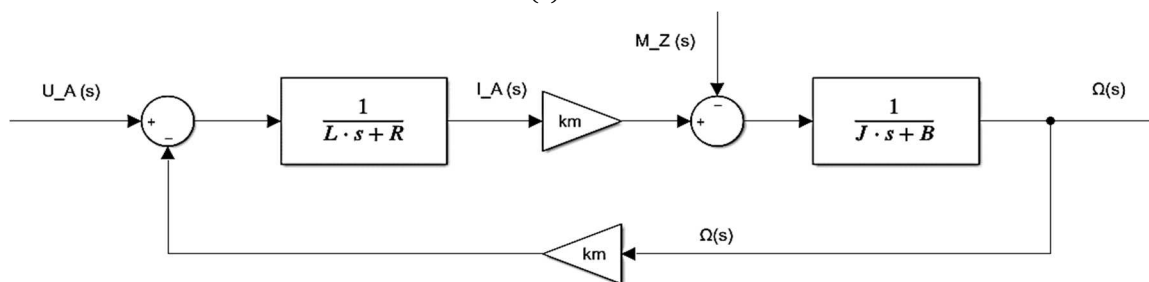 (s)
M_Z (s)
U_A (s)
I_A (s)
Ω(s)
+
−
1
L · s + R
km
−
+
1
J · s + B
km
Ω(s)